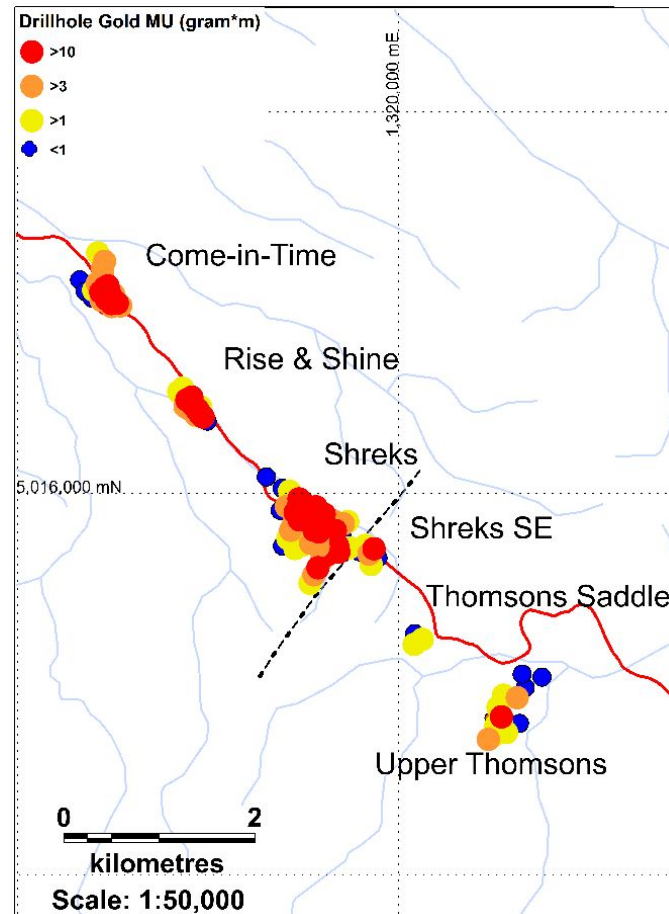 Drillhole Gold MU (gram*m)
>10
>3
>1
<1
1,320,000 mE
Come-in-Time
Rise & Shine
Shreks
5,016,000 mN
Shreks SE
Thomsons Saddle
Upper Thomsons
0 2
kilometres
Scale: 1:50,000